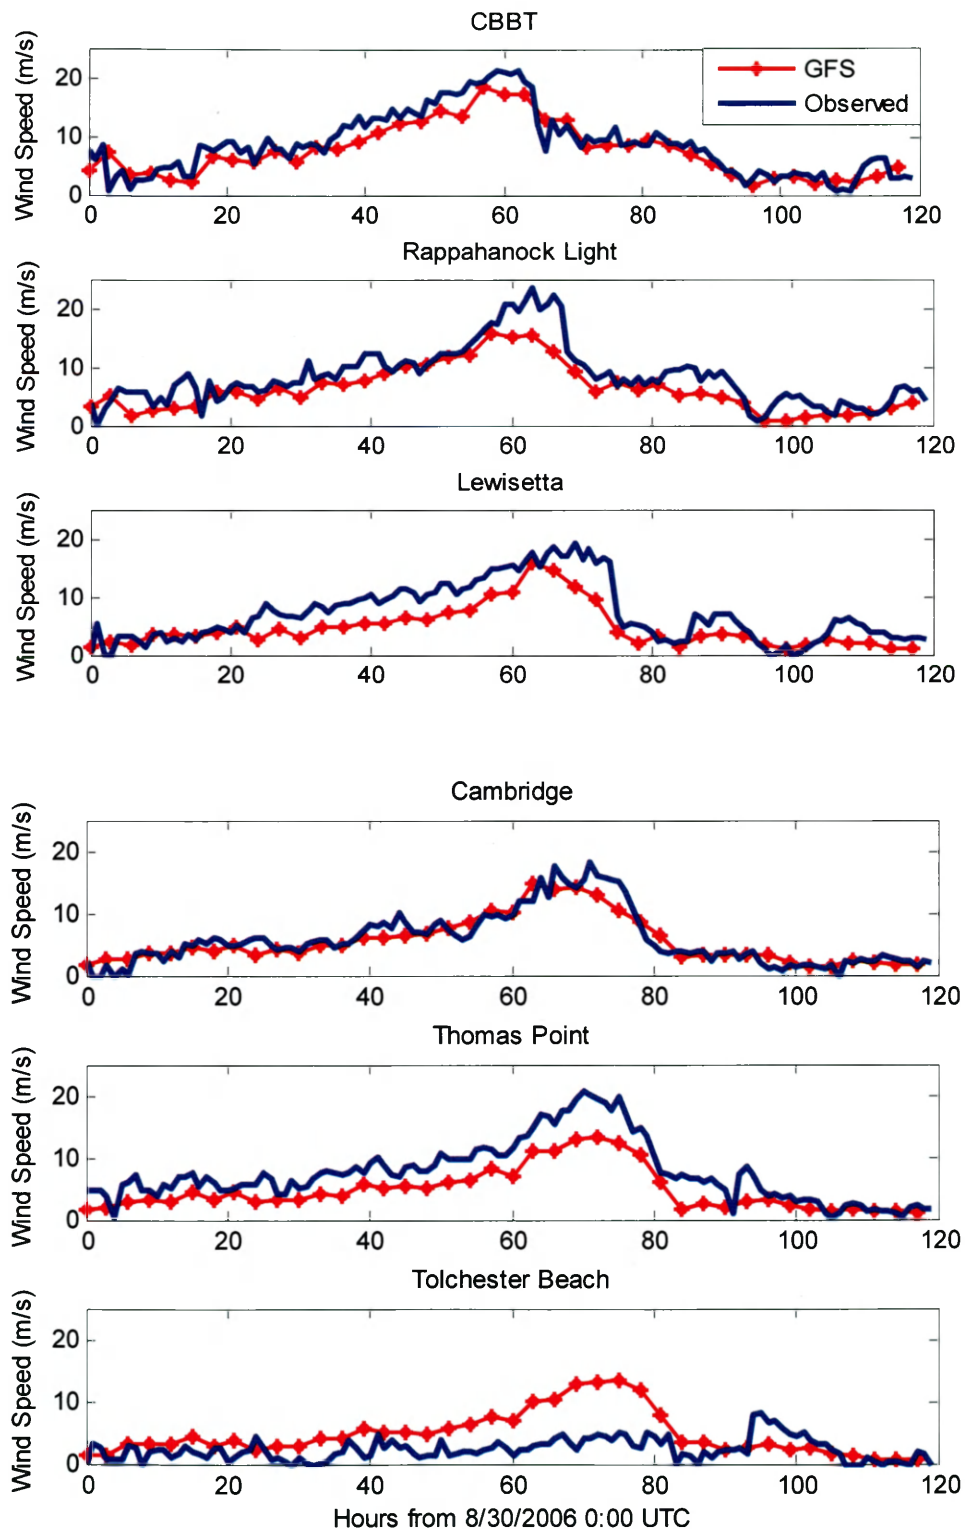 CBBT
Wind Speed (m/s)
20
10
0
GFS
Observed
0 20 40 60 80 100 120
Rappahanock Light
Wind Speed (m/s)
20
10
0
0 20 40 60 80 100 120
Lewisetta
Wind Speed (m/s)
20
10
0
0 20 40 60 80 100 120
Cambridge
Wind Speed (m/s)
20
10
0
0 20 40 60 80 100 120
Thomas Point
Wind Speed (m/s)
20
10
0
0 20 40 60 80 100 120
Tolchester Beach
Wind Speed (m/s)
20
10
0
0 20 40 60 80 100 120
Hours from 8/30/2006 0:00 UTC